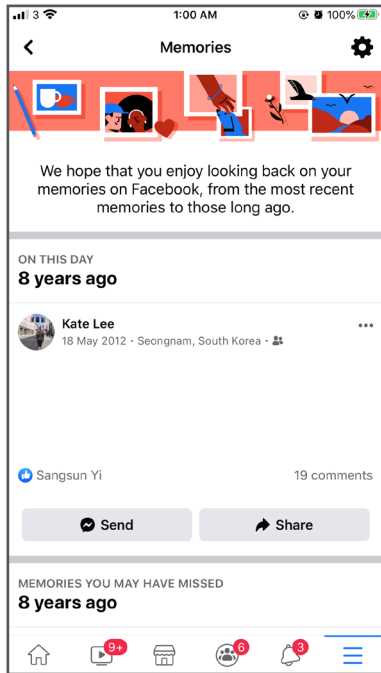 3 1:00 AM 100%
Memories
We hope that you enjoy looking back on your
memories on Facebook, from the most recent
memories to those long ago.
ON THIS DAY
8 years ago
Kate Lee
18 May 2012 · Seongnam, South Korea ·
Sangsun Yi 19 comments
Send Share
MEMORIES YOU MAY HAVE MISSED
8 years ago
9+ 6 3